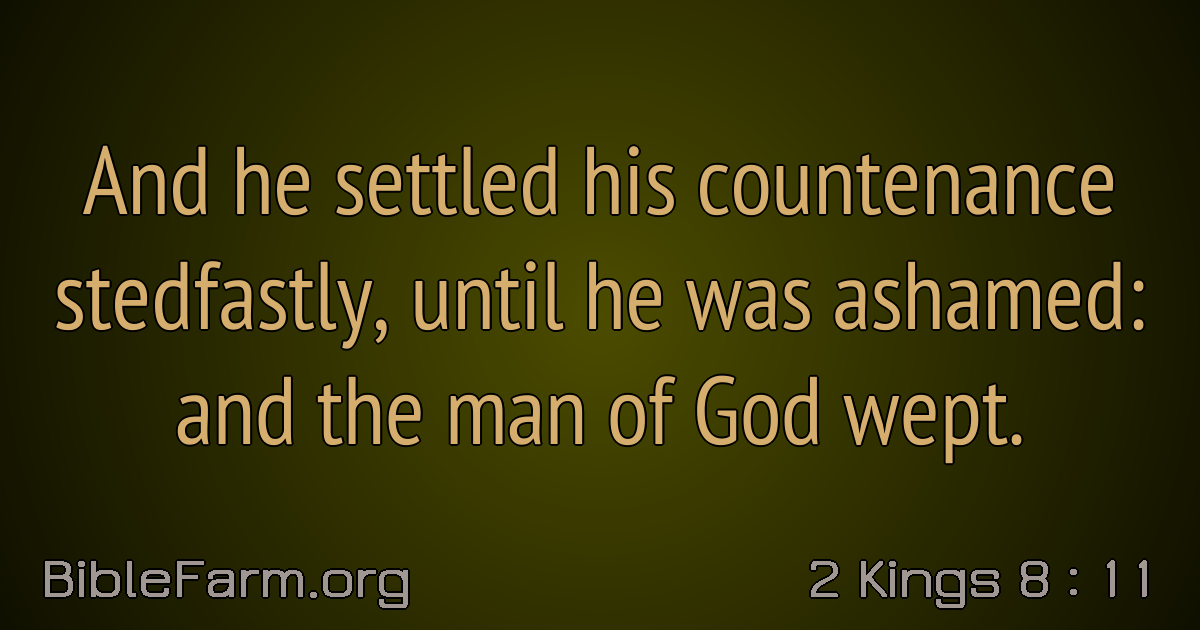 And he settled his countenance
stedfastly, until he was ashamed:
and the man of God wept.
BibleFarm.org
2 Kings 8 : 11